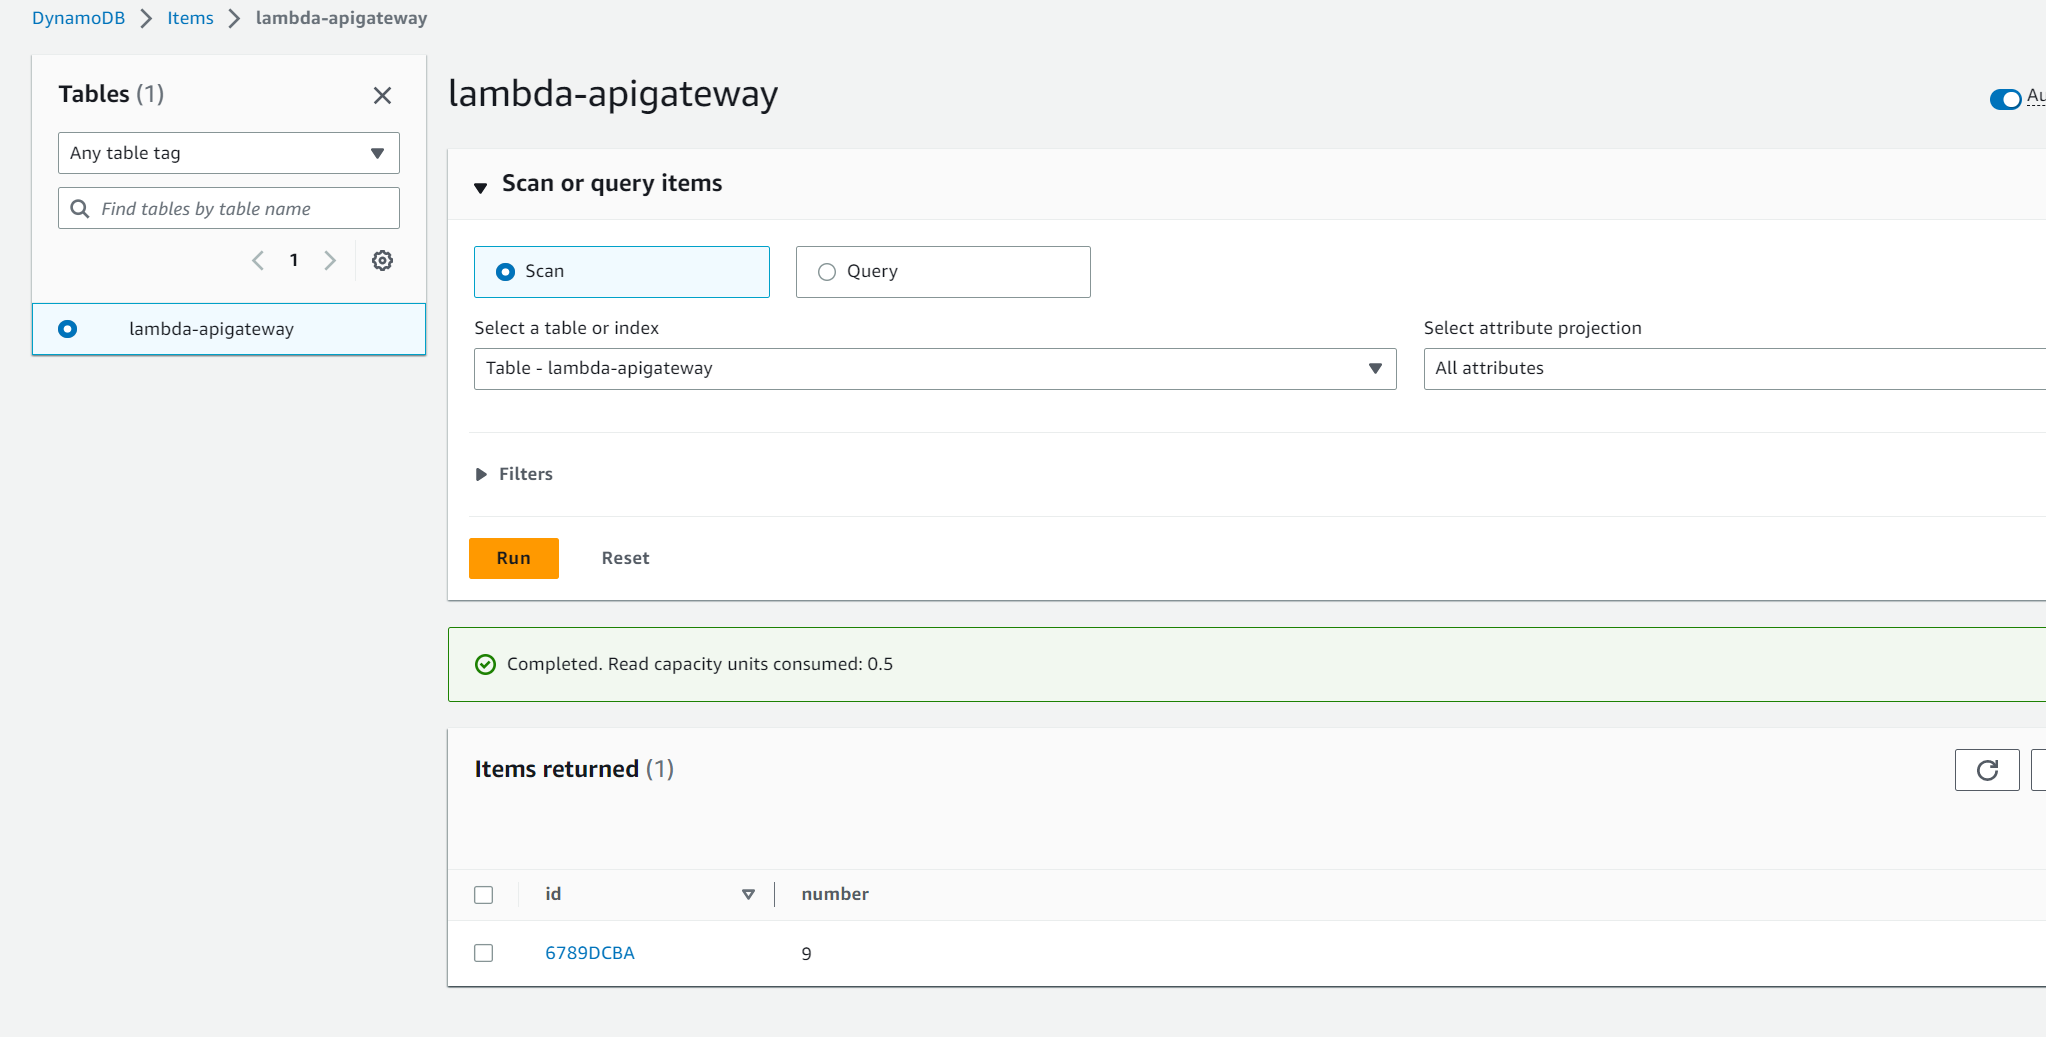 DynamoDB > Items > lambda-apigateway
Tables (1)
Any table tag
Find tables by table name
1
lambda-apigateway
lambda-apigateway
Scan or query items
Scan
Query
Select a table or index
Select attribute projection
Table - lambda-apigateway
All attributes
Filters
Run
Reset
Completed. Read capacity units consumed: 0.5
Items returned (1)
id
number
6789DCBA
9